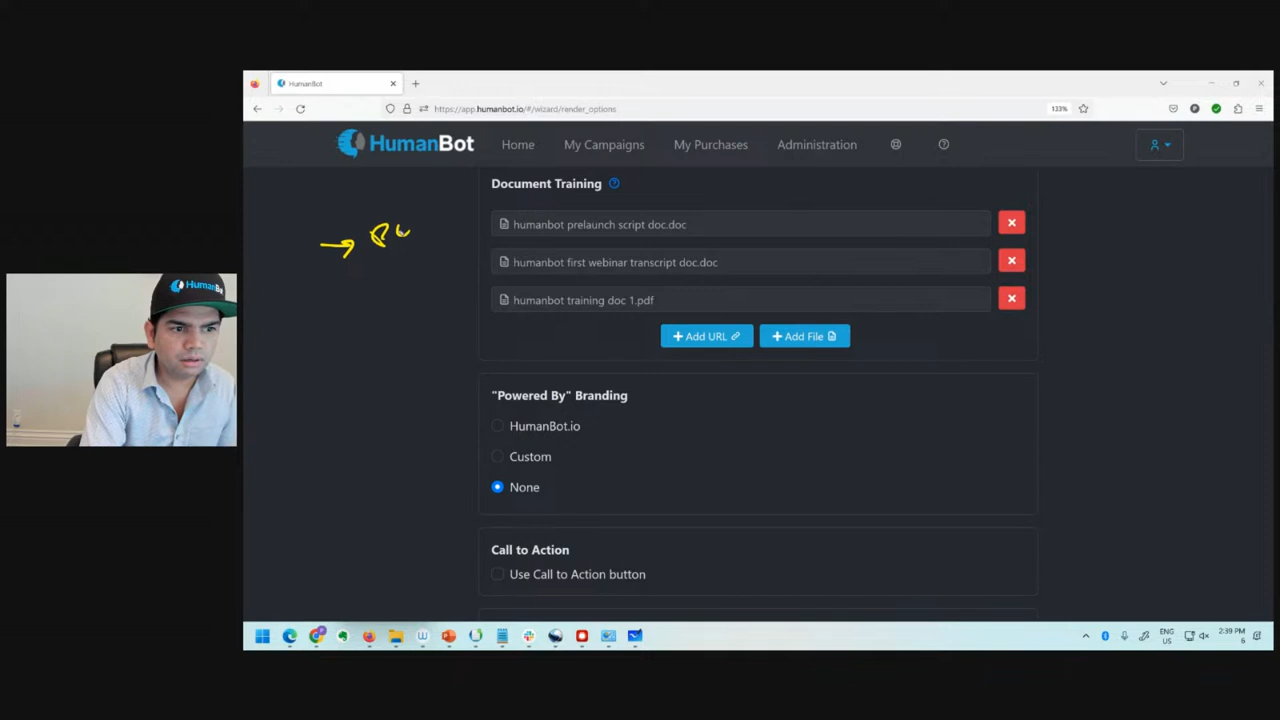 HumanBot
https://app.humanbot.io/#/wizard/render_options
133%
HumanBot
Home
My Campaigns
My Purchases
Administration
Document Training
humanbot prelaunch script doc.doc
humanbot first webinar transcript doc.doc
humanbot training doc 1.pdf
+ Add URL
+ Add File
"Powered By" Branding
HumanBot.io
Custom
None
Call to Action
Use Call to Action button
HumanBot
ENG
US
2:39 PM
6